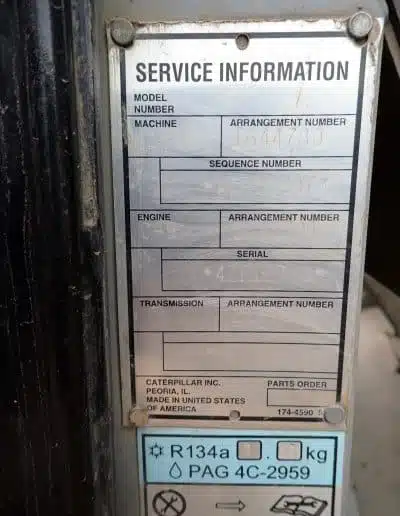 SERVICE INFORMATION
MODEL
NUMBER
MACHINE ARRANGEMENT NUMBER
SEQUENCE NUMBER
ENGINE ARRANGEMENT NUMBER
SERIAL
TRANSMISSION ARRANGEMENT NUMBER
CATERPILLAR INC. PARTS ORDER
PEORIA, IL.
MADE IN UNITED STATES
OF AMERICA 174-4590
R134a . kg
PAG 4C-2959